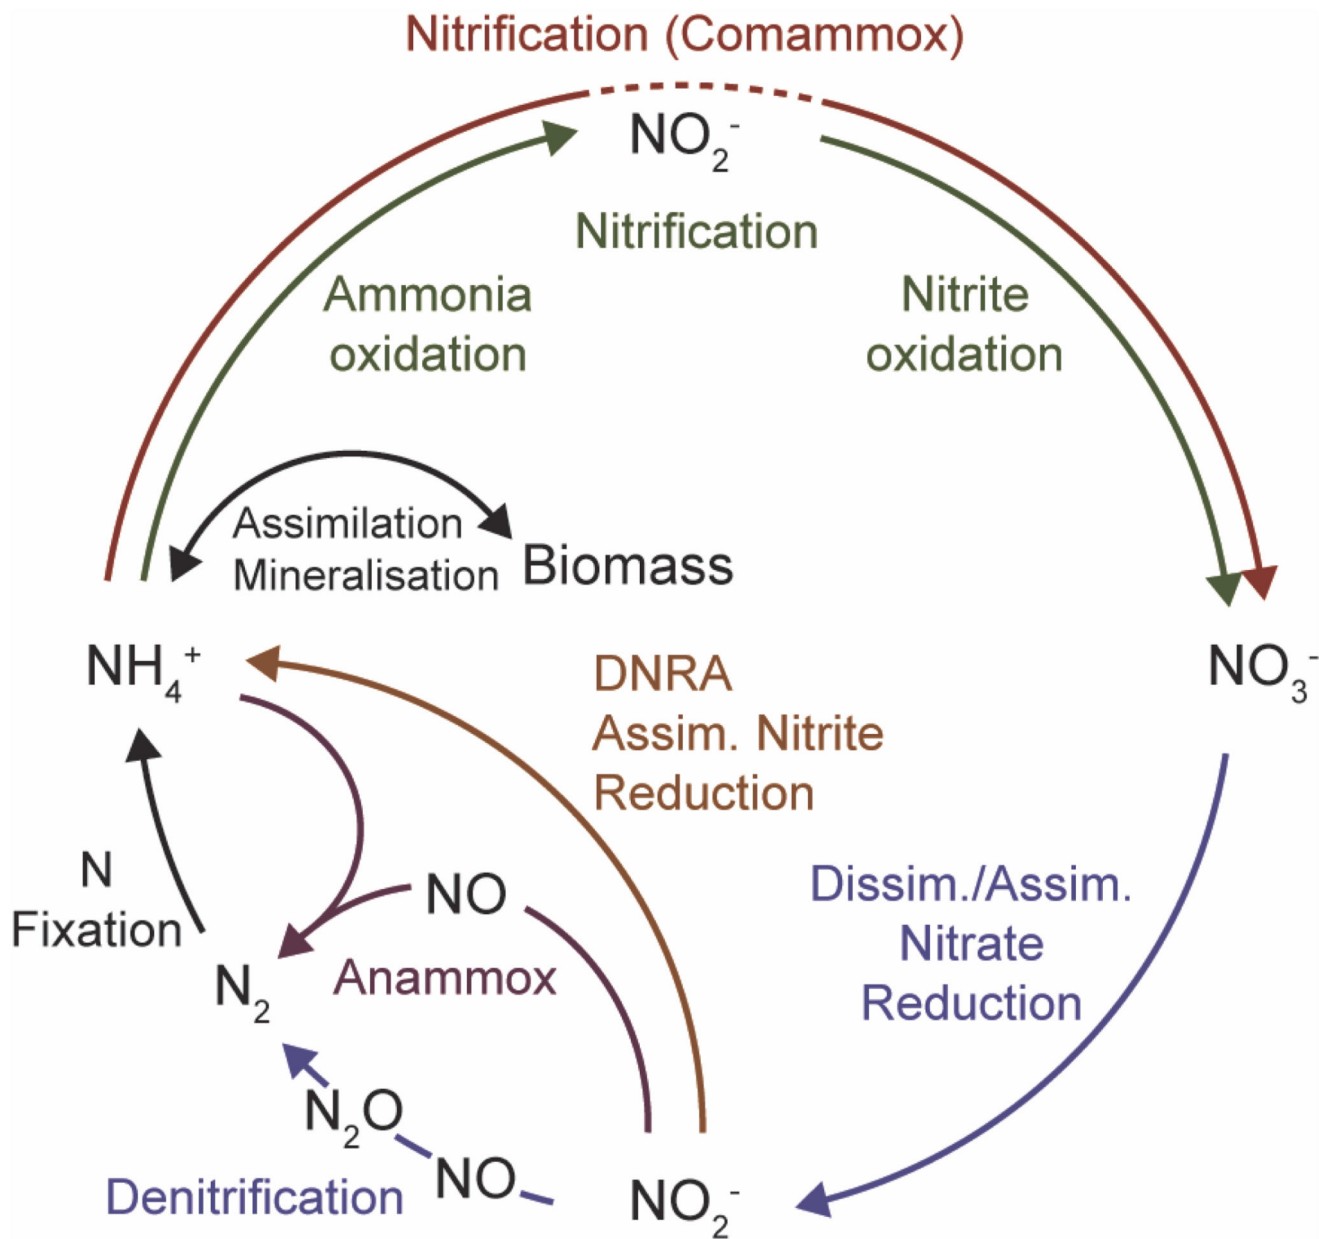 Nitrification (Comammox)
NO₂⁻
Nitrification
Ammonia
oxidation
Nitrite
oxidation
Assimilation
Mineralisation
Biomass
NH₄⁺
NO₃⁻
DNRA
Assim. Nitrite
Reduction
N
Fixation
NO
Dissim./Assim.
Nitrate
Reduction
N₂
Anammox
N₂O
NO
Denitrification
NO₂⁻